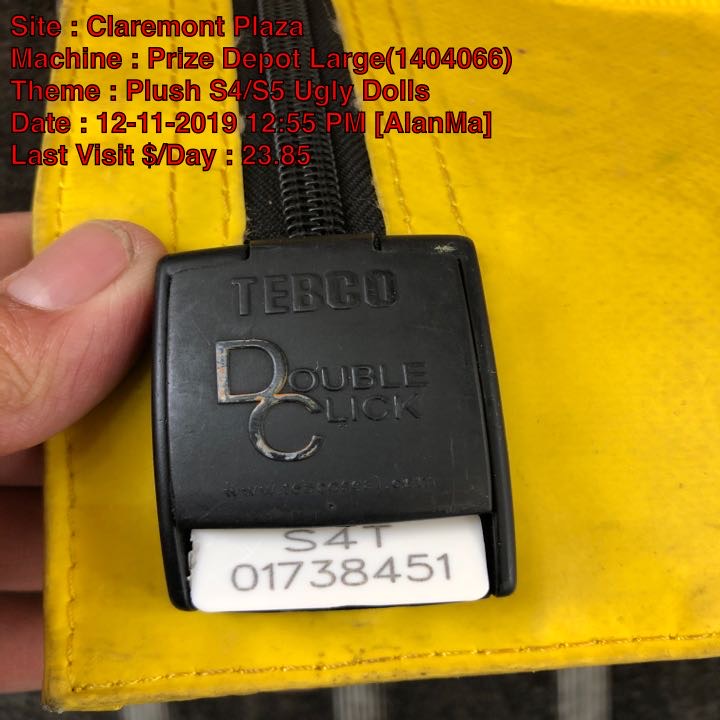 Site : Claremont Plaza
Machine : Prize Depot Large(1404066)
Theme : Plush S4/S5 Ugly Dolls
Date : 12-11-2019 12:55 PM [AlanMa]
Last Visit $/Day : 23.85
TEBCO
DOUBLE
CLICK
S4T
01738451